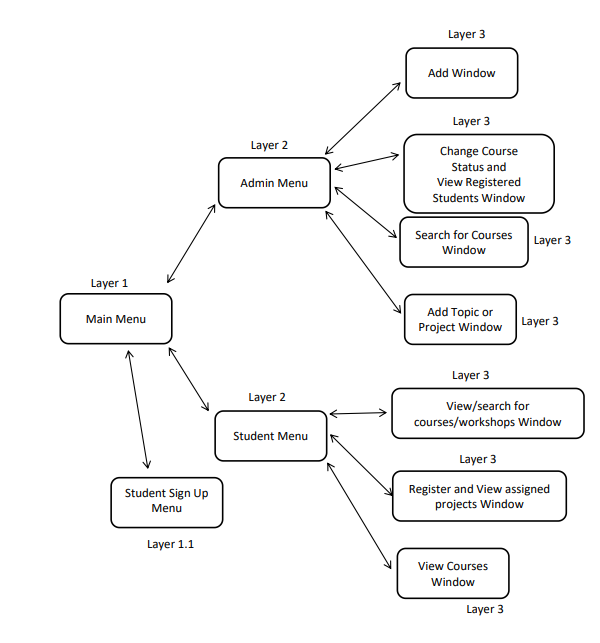 Layer 3
Add Window
Layer 3
Change Course
Status and
View Registered
Students Window
Layer 2
Admin Menu
Search for Courses
Window
Layer 3
Layer 1
Main Menu
Add Topic or
Project Window
Layer 3
Layer 3
View/search for
courses/workshops Window
Layer 2
Student Menu
Layer 3
Register and View assigned
projects Window
Student Sign Up
Menu
Layer 1.1
View Courses
Window
Layer 3